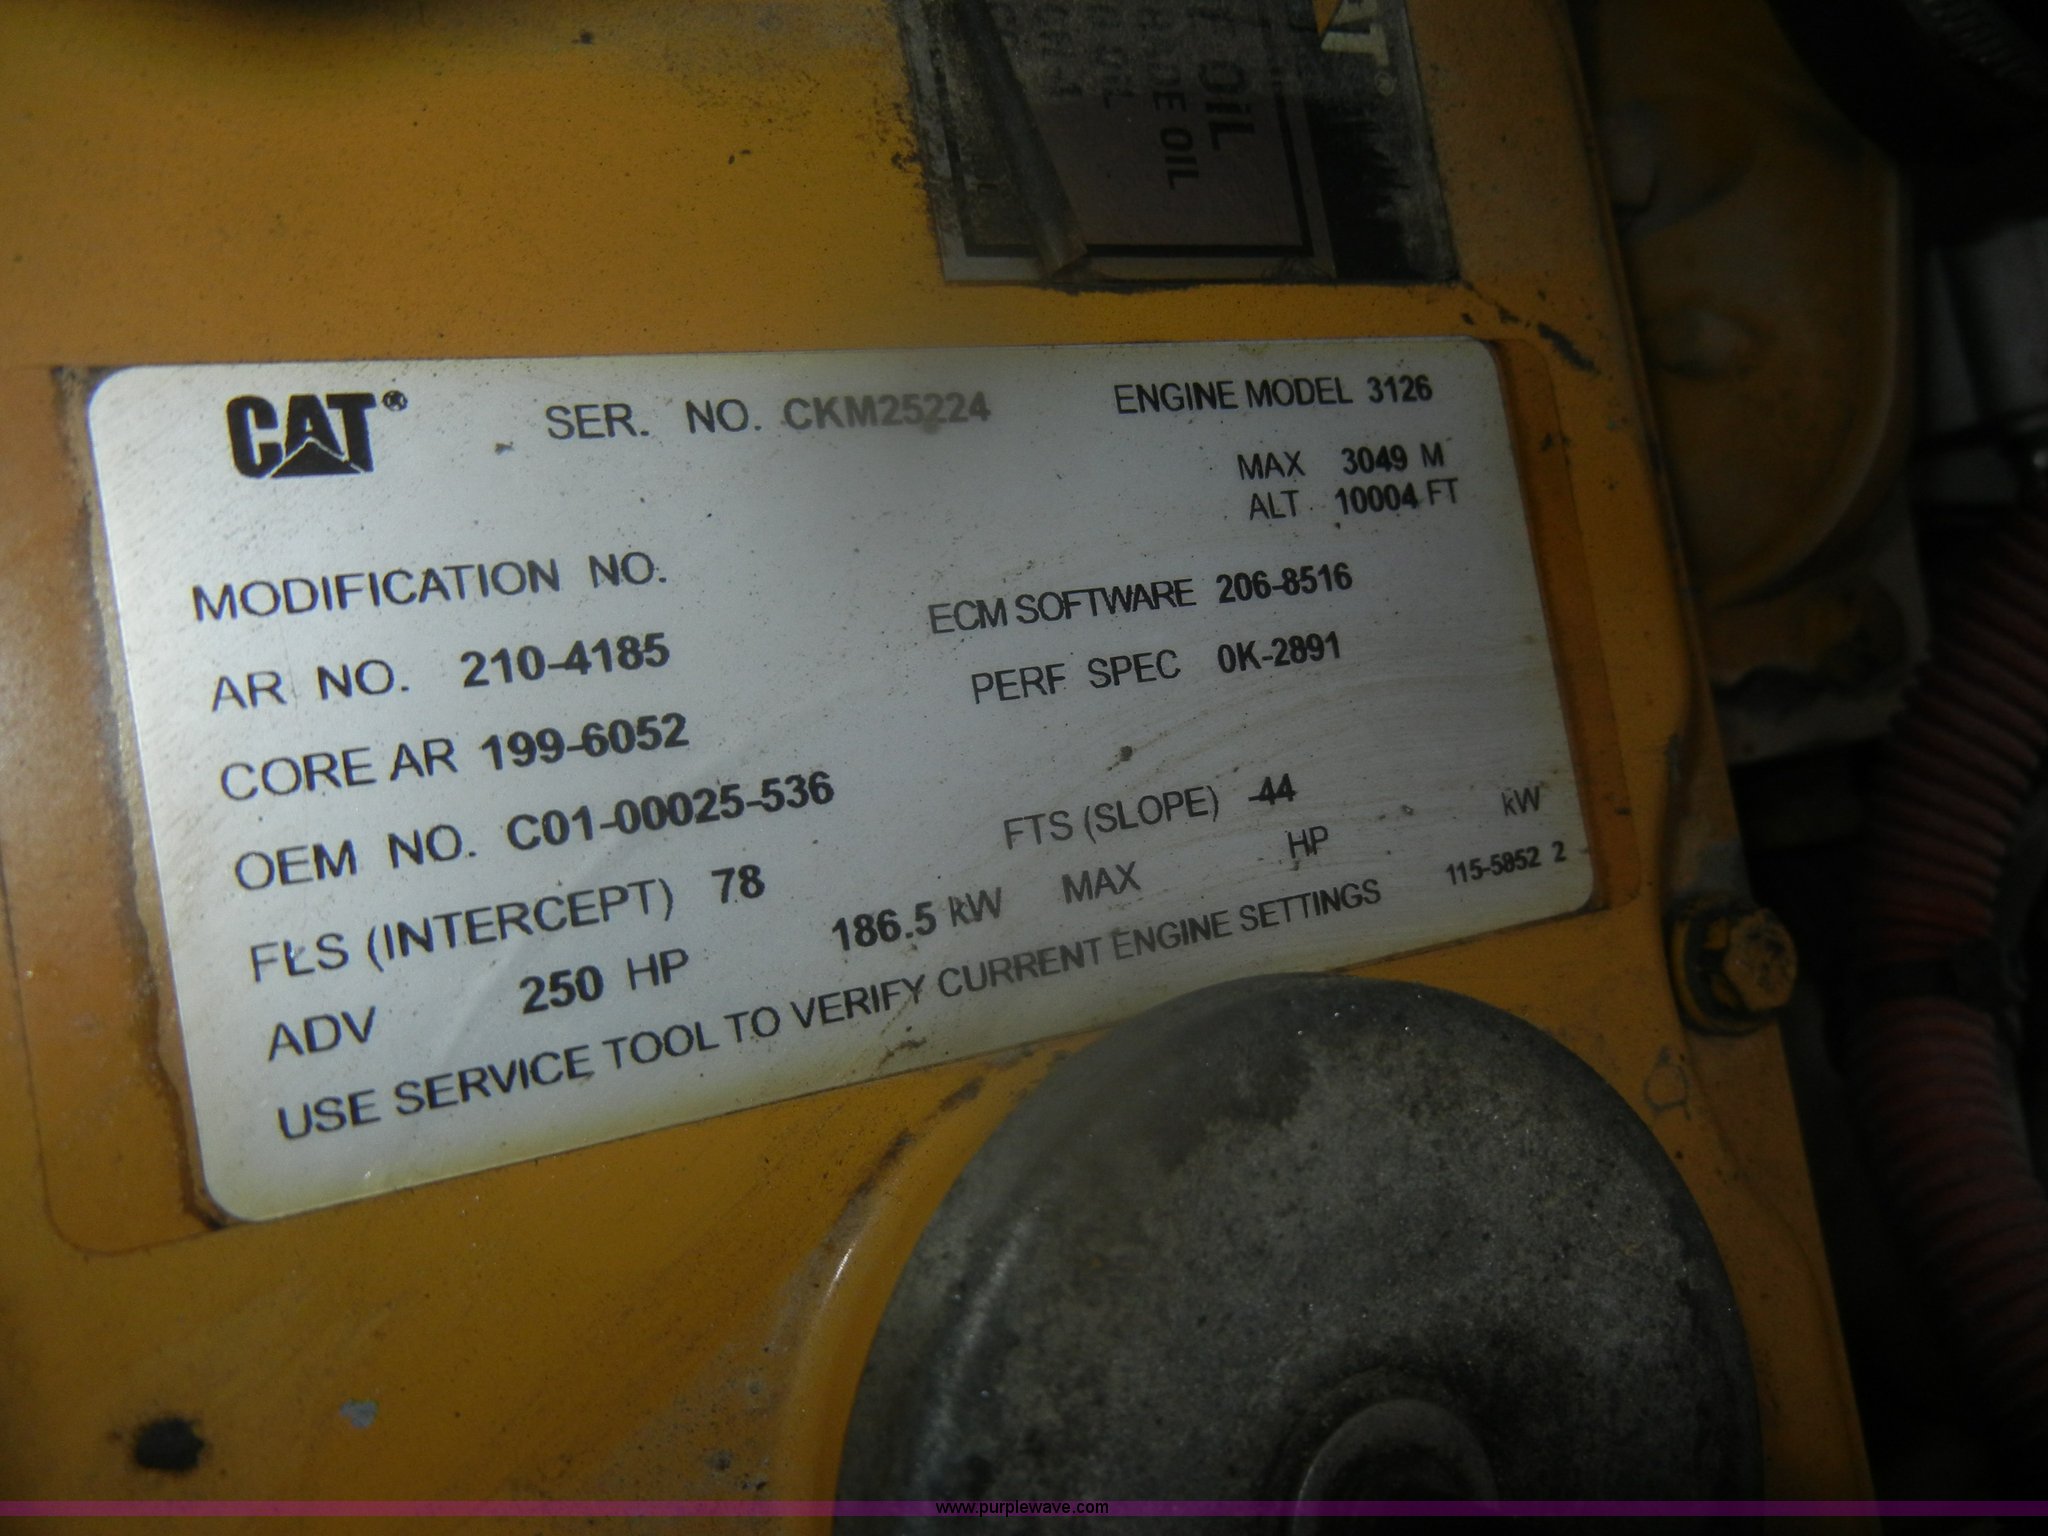 OIL
DE OIL
CAT® SER. NO. CKM25224 ENGINE MODEL 3126
MAX 3049 M
ALT 10004 FT
MODIFICATION NO.
AR NO. 210-4185 ECM SOFTWARE 206-8516
CORE AR 199-6052 PERF SPEC 0K-2891
OEM NO. C01-00025-536
FLS (INTERCEPT) 78 FTS (SLOPE) -44
ADV 250 HP 186.5 kW MAX HP kW
USE SERVICE TOOL TO VERIFY CURRENT ENGINE SETTINGS 115-5852 2
www.purplewave.com